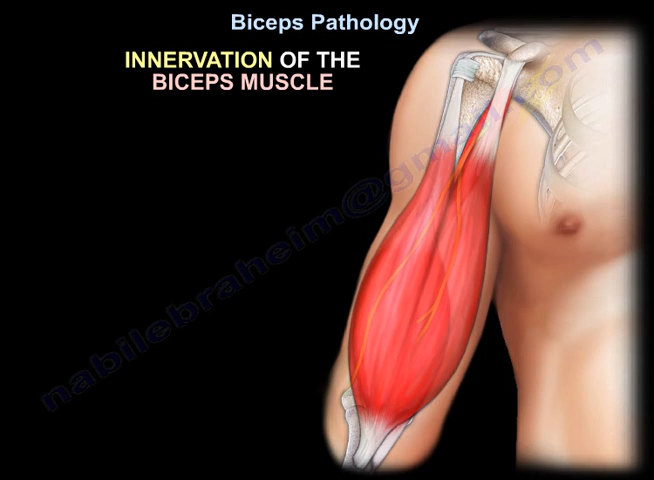 Biceps Pathology
INNERVATION OF THE
BICEPS MUSCLE
nabilebraheim@gmail.com